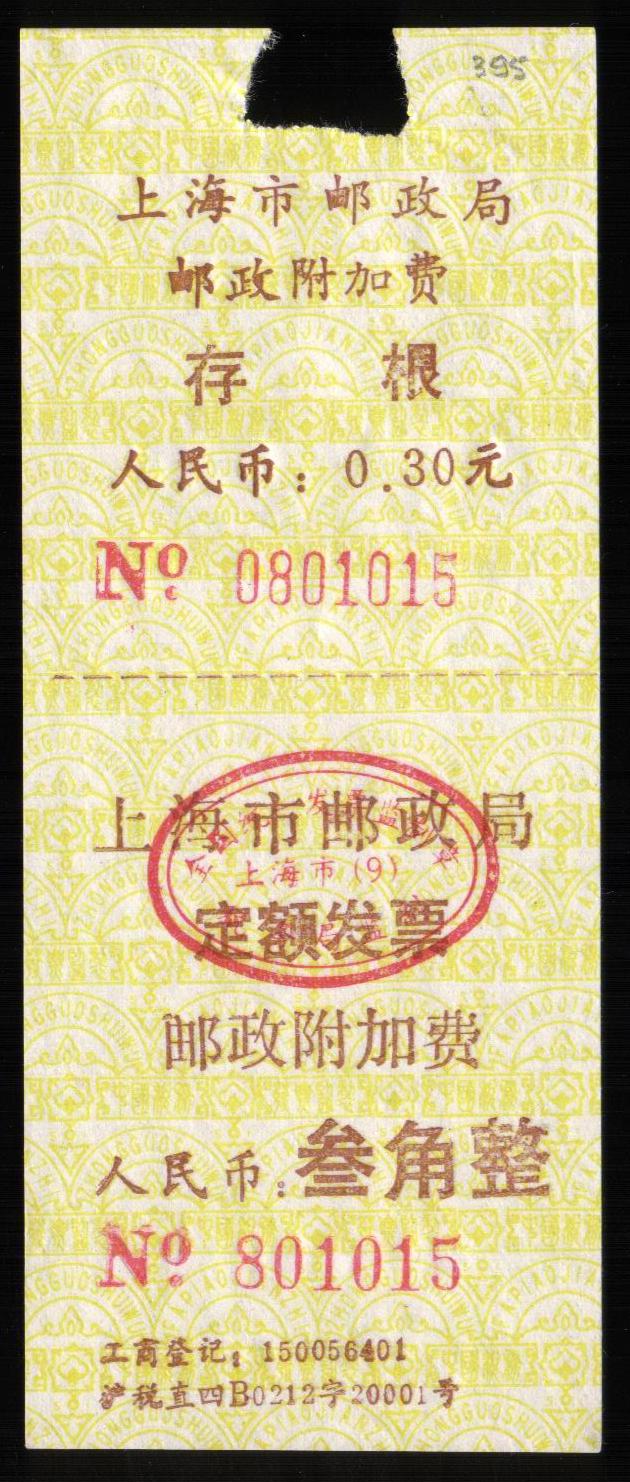 395
上海市邮政局
邮政附加费
存根
人民币：0.30元
No 0801015
上海市邮政局
上海市(9)
定额发票
邮政附加费
人民币：叁角整
No 801015
工商登记：150056401
沪税直四B0212字20001号